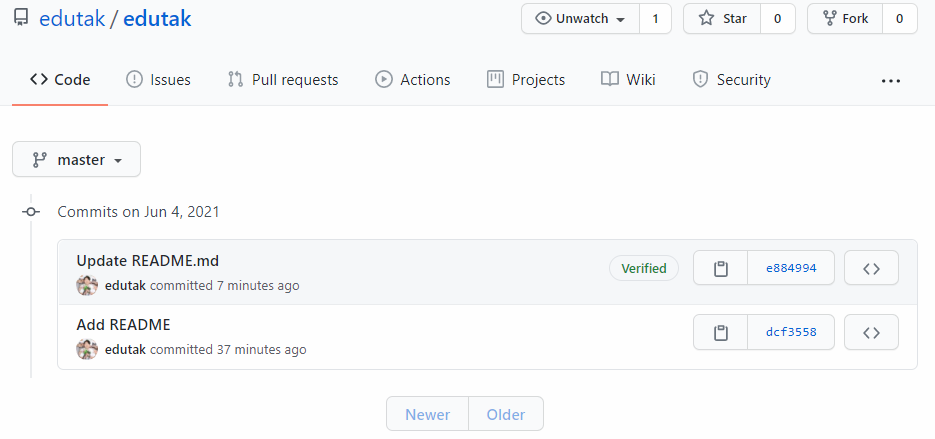 edutak / edutak Unwatch 1 Star 0 Fork 0
Code Issues Pull requests Actions Projects Wiki Security
master
Commits on Jun 4, 2021
Update README.md
edutak committed 7 minutes ago
Verified e884994
Add README
edutak committed 37 minutes ago
dcf3558
Newer Older